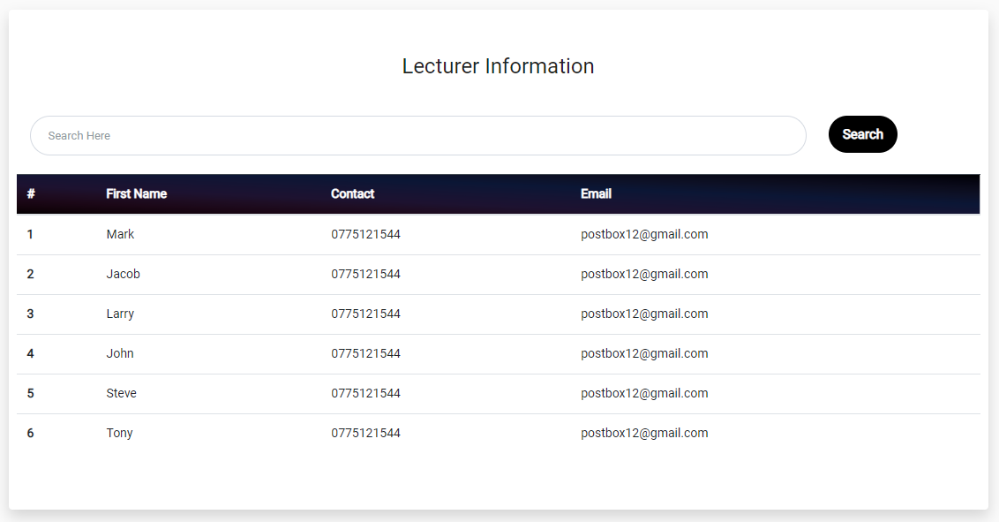 Lecturer Information
Search Here
Search
# First Name Contact Email
1 Mark 0775121544 postbox12@gmail.com
2 Jacob 0775121544 postbox12@gmail.com
3 Larry 0775121544 postbox12@gmail.com
4 John 0775121544 postbox12@gmail.com
5 Steve 0775121544 postbox12@gmail.com
6 Tony 0775121544 postbox12@gmail.com